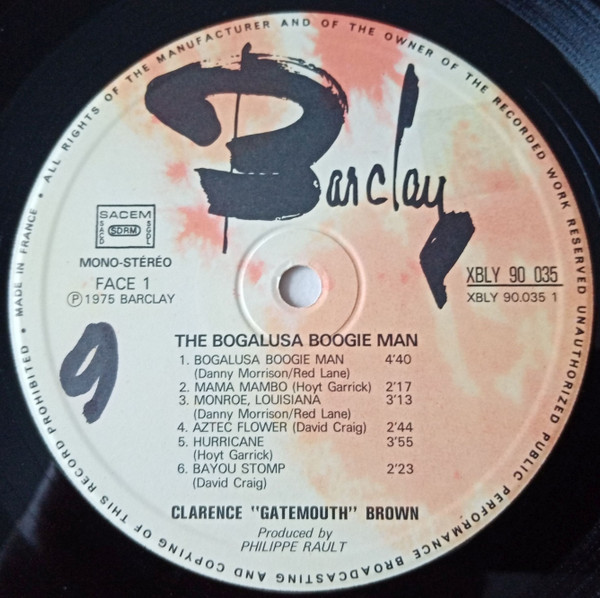 ALL RIGHTS OF THE MANUFACTURER AND OF THE OWNER OF THE RECORDED WORK RESERVED UNAUTHORIZED PUBLIC PERFORMANCE BROADCASTING AND COPYING OF THIS RECORD PROHIBITED • MADE IN FRANCE •
Barclay
SACEM
SACD SDRM SGDL
MONO-STÉRÉO
FACE 1
Ⓟ 1975 BARCLAY
XBLY 90 035
XBLY 90.035 1
9
THE BOGALUSA BOOGIE MAN
1. BOGALUSA BOOGIE MAN 4'40
(Danny Morrison/Red Lane)
2. MAMA MAMBO (Hoyt Garrick) 2'17
3. MONROE, LOUISIANA 3'13
(Danny Morrison/Red Lane)
4. AZTEC FLOWER (David Craig) 2'44
5. HURRICANE 3'55
(Hoyt Garrick)
6. BAYOU STOMP 2'23
(David Craig)
CLARENCE "GATEMOUTH" BROWN
Produced by
PHILIPPE RAULT